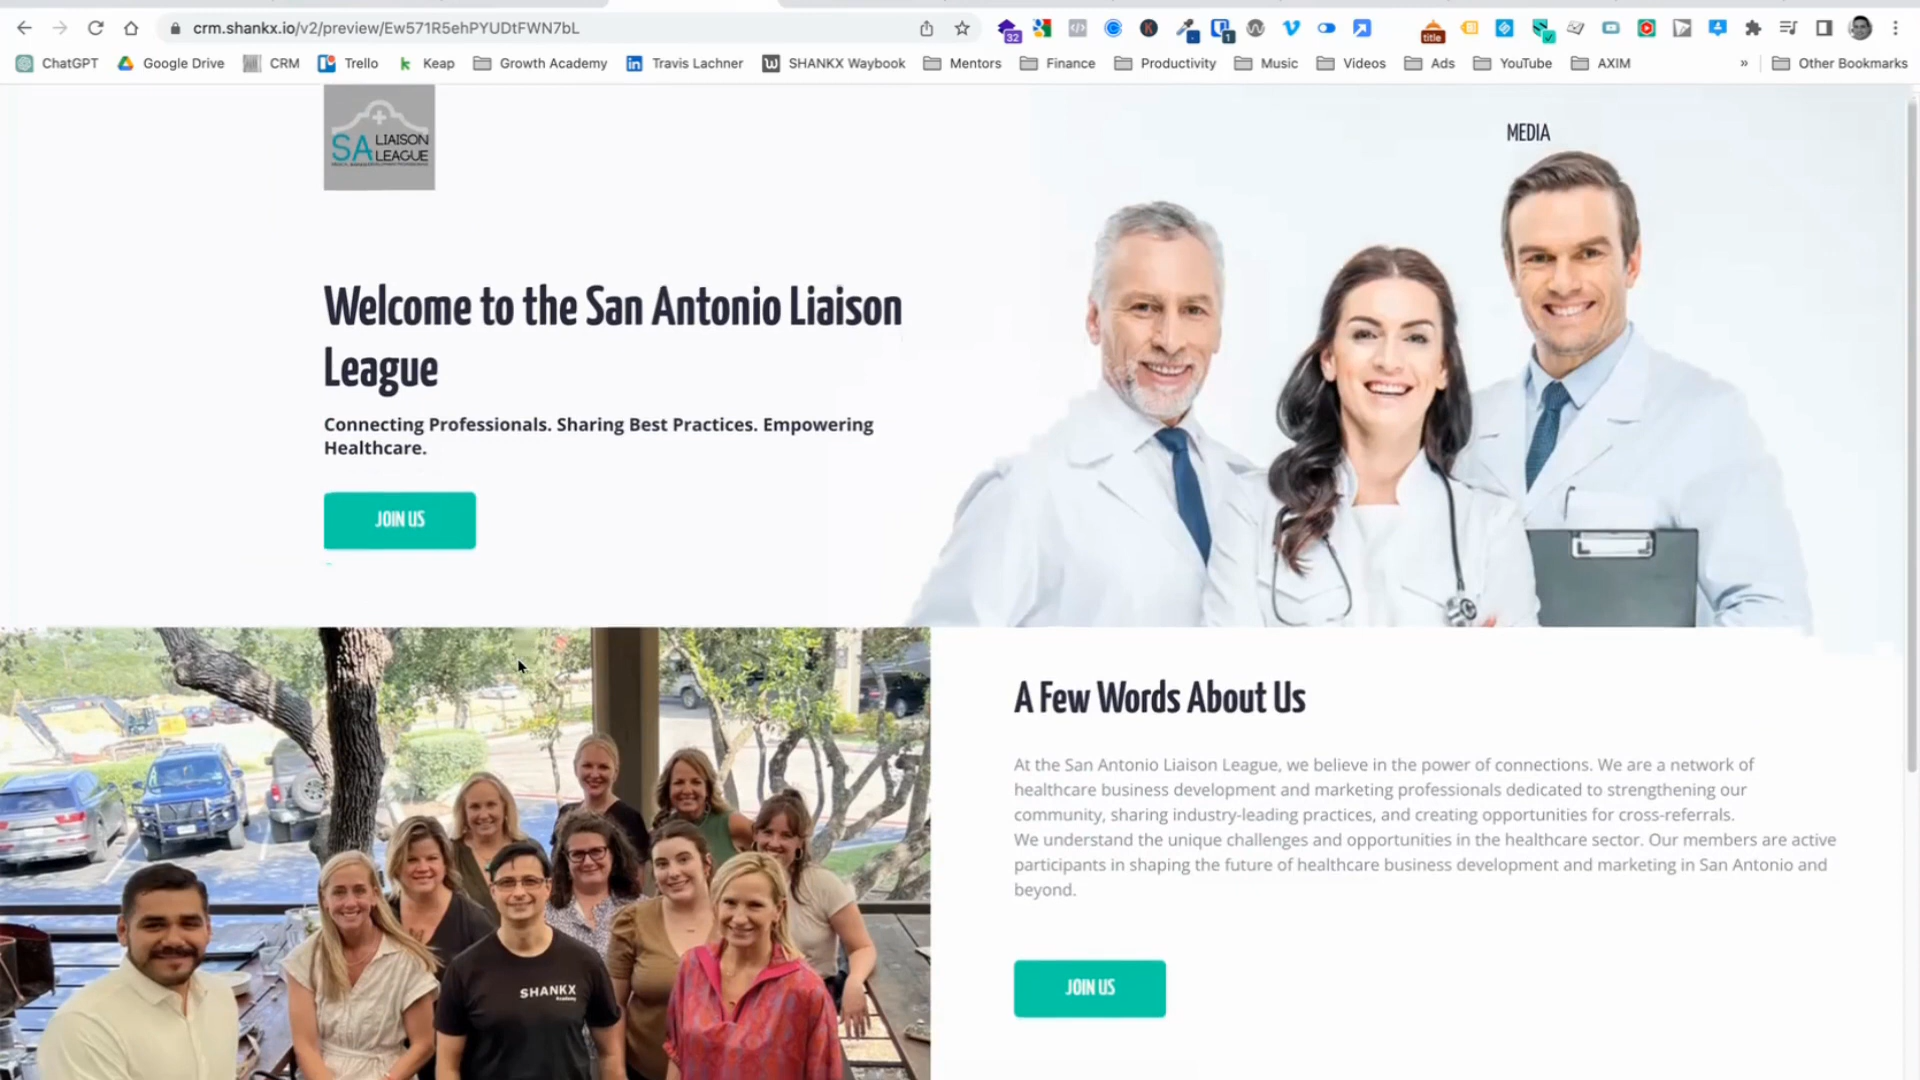 crm.shankx.io/v2/preview/Ew571R5ehPYUDtFWN7bL
32
1
title
ChatGPT
Google Drive
CRM
Trello
Keap
Growth Academy
Travis Lachner
SHANKX Waybook
Mentors
Finance
Productivity
Music
Videos
Ads
YouTube
AXIM
»
Other Bookmarks
SA LIAISON LEAGUE
MEDIA
Welcome to the San Antonio Liaison
League
Connecting Professionals. Sharing Best Practices. Empowering
Healthcare.
JOIN US
SHANKX
Academy
A Few Words About Us
At the San Antonio Liaison League, we believe in the power of connections. We are a network of
healthcare business development and marketing professionals dedicated to strengthening our
community, sharing industry-leading practices, and creating opportunities for cross-referrals.
We understand the unique challenges and opportunities in the healthcare sector. Our members are active
participants in shaping the future of healthcare business development and marketing in San Antonio and
beyond.
JOIN US